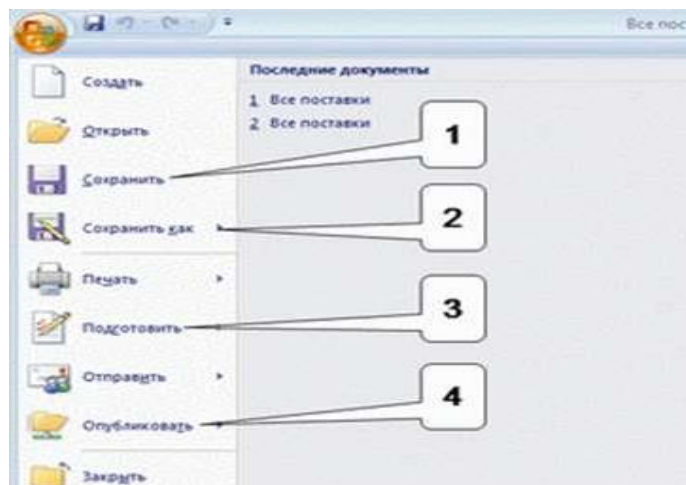 Все пос
Создать
Открыть
Сохранить
Сохранить как
Печать
Подготовить
Отправить
Опубликовать
Закрыть
Последние документы
1 Все поставки
2 Все поставки
1
2
3
4